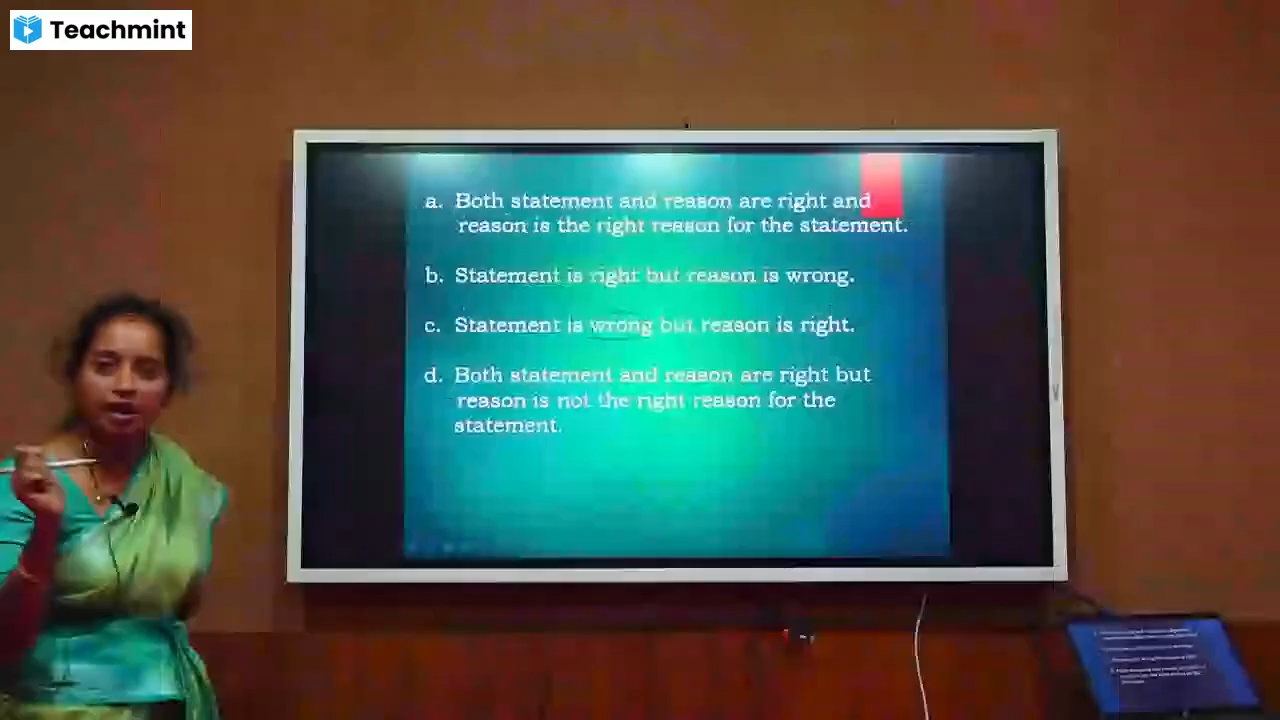 Teachmint
a. Both statement and reason are right and
reason is the right reason for the statement.
b. Statement is right but reason is wrong.
c. Statement is wrong but reason is right.
d. Both statement and reason are right but
reason is not the right reason for the
statement.